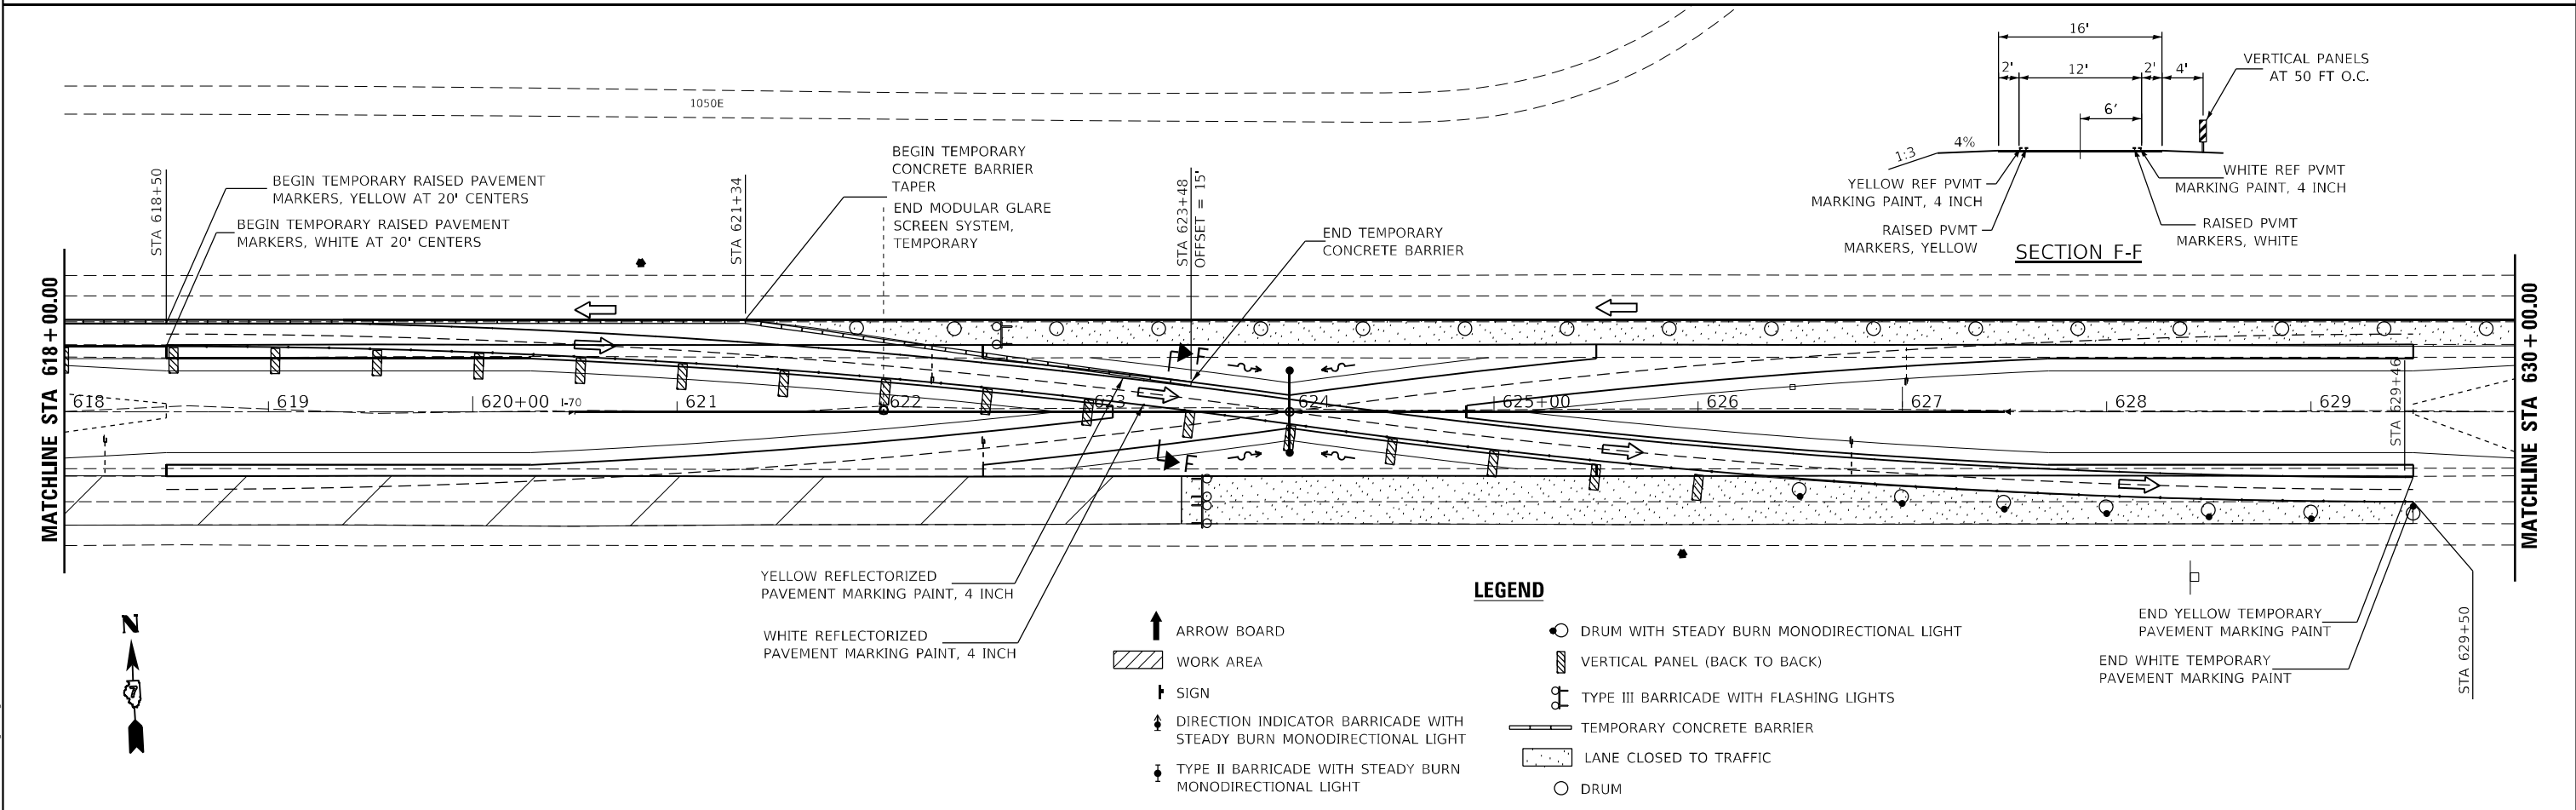 1050E
16'
2'
12'
2'
4'
6'
VERTICAL PANELS
AT 50 FT O.C.
4%
1:3
YELLOW REF PVMT
MARKING PAINT, 4 INCH
WHITE REF PVMT
MARKING PAINT, 4 INCH
RAISED PVMT
MARKERS, YELLOW
RAISED PVMT
MARKERS, WHITE
SECTION F-F
STA 618+50
BEGIN TEMPORARY RAISED PAVEMENT
MARKERS, YELLOW AT 20' CENTERS
BEGIN TEMPORARY RAISED PAVEMENT
MARKERS, WHITE AT 20' CENTERS
STA 621+34
BEGIN TEMPORARY
CONCRETE BARRIER
TAPER
END MODULAR GLARE
SCREEN SYSTEM,
TEMPORARY
STA 623+48
OFFSET = 15'
END TEMPORARY
CONCRETE BARRIER
MATCHLINE STA 618+00.00
MATCHLINE STA 630+00.00
F
618
619
620+00
I-70
621
622
623
624
625+00
626
627
628
629
STA 629+46
F
YELLOW REFLECTORIZED
PAVEMENT MARKING PAINT, 4 INCH
WHITE REFLECTORIZED
PAVEMENT MARKING PAINT, 4 INCH
END YELLOW TEMPORARY
PAVEMENT MARKING PAINT
END WHITE TEMPORARY
PAVEMENT MARKING PAINT
STA 629+50
N
7
LEGEND
ARROW BOARD
WORK AREA
SIGN
DIRECTION INDICATOR BARRICADE WITH
STEADY BURN MONODIRECTIONAL LIGHT
TYPE II BARRICADE WITH STEADY BURN
MONODIRECTIONAL LIGHT
DRUM WITH STEADY BURN MONODIRECTIONAL LIGHT
VERTICAL PANEL (BACK TO BACK)
TYPE III BARRICADE WITH FLASHING LIGHTS
TEMPORARY CONCRETE BARRIER
LANE CLOSED TO TRAFFIC
DRUM